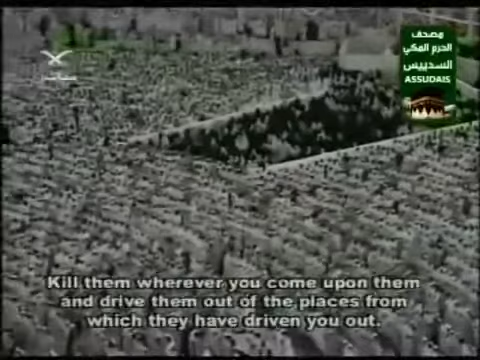 مصحف
الحرم المكي
السديس
ASSUDAIS
Kill them wherever you come upon them
and drive them out of the places from
which they have driven you out.